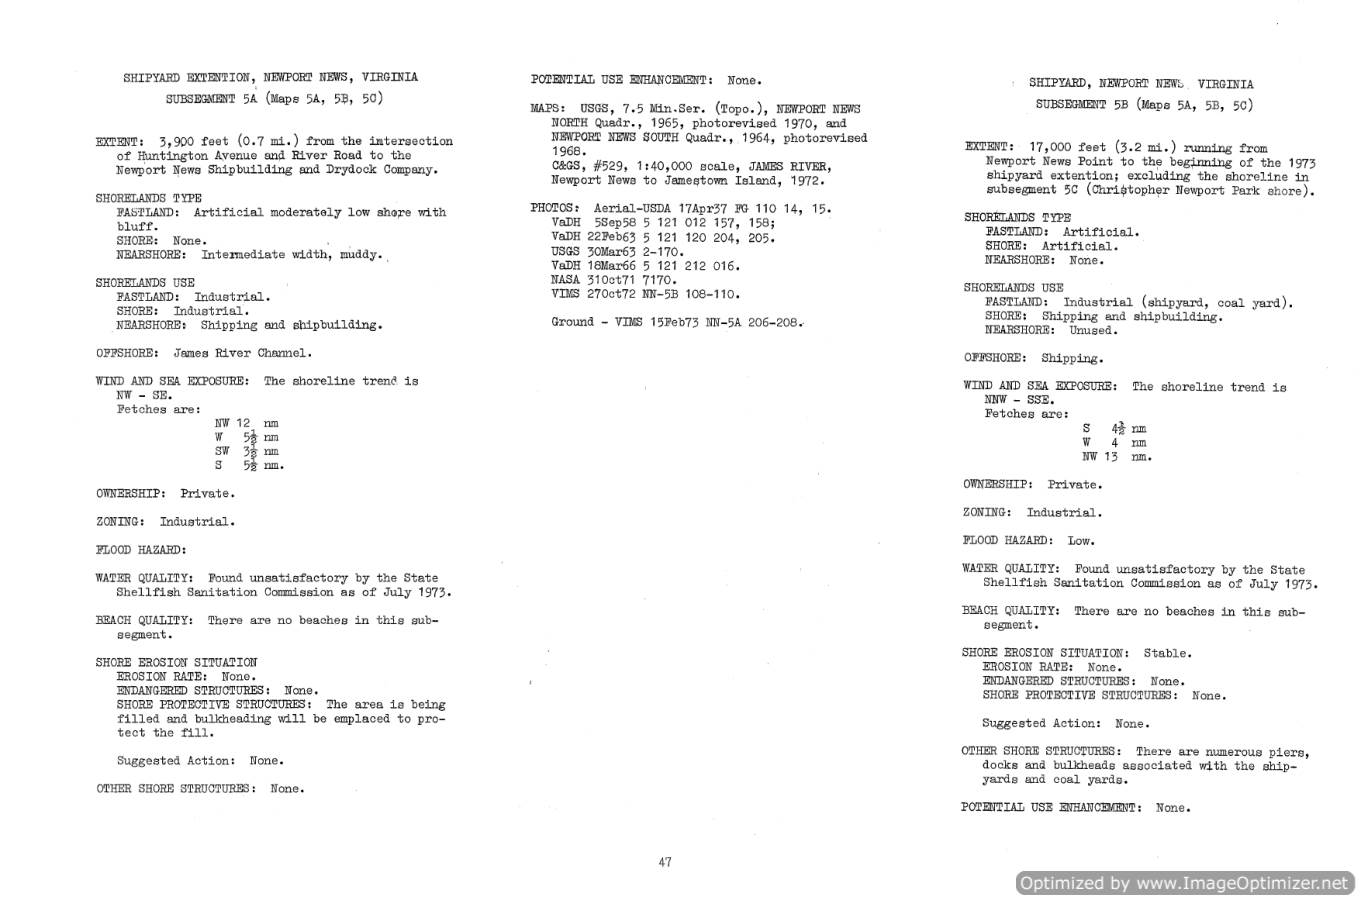 SHIPYARD EXTENTION, NEWPORT NEWS, VIRGINIA
SUBSEGMENT 5A (Maps 5A, 5B, 5C)
EXTENT: 3,900 feet (0.7 mi.) from the intersection
of Huntington Avenue and River Road to the
Newport News Shipbuilding and Drydock Company.
SHORELANDS TYPE
FASTLAND: Artificial moderately low shore with
bluff.
SHORE: None.
NEARSHORE: Intermediate width, muddy.
SHORELANDS USE
FASTLAND: Industrial.
SHORE: Industrial.
NEARSHORE: Shipping and shipbuilding.
OFFSHORE: James River Channel.
WIND AND SEA EXPOSURE: The shoreline trend is
NW - SE.
Fetches are:
NW 12 nm
W 5½ nm
SW 3½ nm
S 5½ nm.
OWNERSHIP: Private.
ZONING: Industrial.
FLOOD HAZARD:
WATER QUALITY: Found unsatisfactory by the State
Shellfish Sanitation Commission as of July 1973.
BEACH QUALITY: There are no beaches in this sub-
segment.
SHORE EROSION SITUATION
EROSION RATE: None.
ENDANGERED STRUCTURES: None.
SHORE PROTECTIVE STRUCTURES: The area is being
filled and bulkheading will be emplaced to pro-
tect the fill.
Suggested Action: None.
OTHER SHORE STRUCTURES: None.
POTENTIAL USE ENHANCEMENT: None.
MAPS: USGS, 7.5 Min.Ser. (Topo.), NEWPORT NEWS
NORTH Quadr., 1965, photorevised 1970, and
NEWPORT NEWS SOUTH Quadr., 1964, photorevised
1968.
C&GS, #529, 1:40,000 scale, JAMES RIVER,
Newport News to Jamestown Island, 1972.
PHOTOS: Aerial-USDA 17Apr37 FG 110 14, 15.
VaDH 5Sep58 5 121 012 157, 158;
VaDH 22Feb63 5 121 120 204, 205.
USGS 30Mar63 2-170.
VaDH 18Mar66 5 121 212 016.
NASA 31Oct71 7170.
VIMS 27Oct72 NN-5B 108-110.
Ground - VIMS 15Feb73 NN-5A 206-208.
SHIPYARD, NEWPORT NEWS VIRGINIA
SUBSEGMENT 5B (Maps 5A, 5B, 5C)
EXTENT: 17,000 feet (3.2 mi.) running from
Newport News Point to the beginning of the 1973
shipyard extention; excluding the shoreline in
subsegment 5C (Christopher Newport Park shore).
SHORELANDS TYPE
FASTLAND: Artificial.
SHORE: Artificial.
NEARSHORE: None.
SHORELANDS USE
FASTLAND: Industrial (shipyard, coal yard).
SHORE: Shipping and shipbuilding.
NEARSHORE: Unused.
OFFSHORE: Shipping.
WIND AND SEA EXPOSURE: The shoreline trend is
NNW - SSE.
Fetches are:
S nm
W 4 nm
NW 13 nm.
OWNERSHIP: Private.
ZONING: Industrial.
FLOOD HAZARD: Low.
WATER QUALITY: Found unsatisfactory by the State
Shellfish Sanitation Commission as of July 1973.
BEACH QUALITY: There are no beaches in this sub-
segment.
SHORE EROSION SITUATION: Stable.
EROSION RATE: None.
ENDANGERED STRUCTURES: None.
SHORE PROTECTIVE STRUCTURES: None.
Suggested Action: None.
OTHER SHORE STRUCTURES: There are numerous piers,
docks and bulkheads associated with the ship-
yards and coal yards.
POTENTIAL USE ENHANCEMENT: None.
47
Optimized by www.ImageOptimizer.net